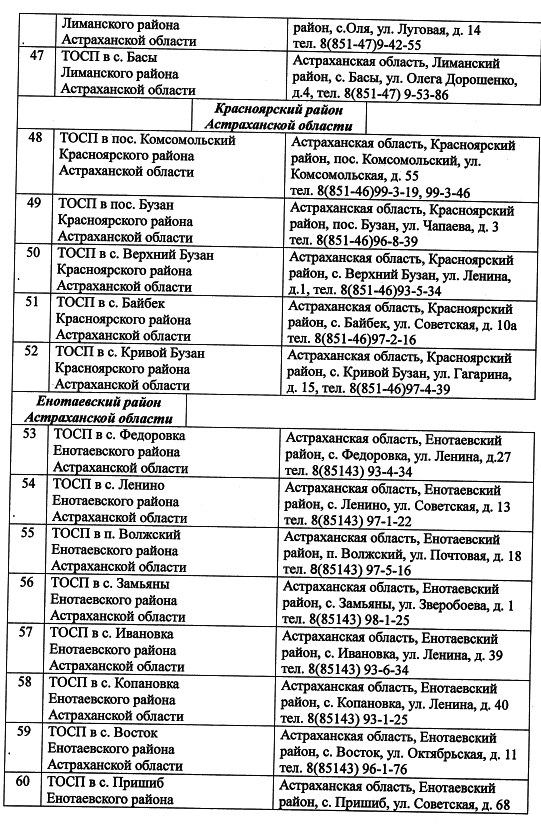 Лиманского района
Астраханской области
район, с.Оля, ул. Луговая, д. 14
тел. 8(851-47)9-42-55
47
ТОСП в с. Басы
Лиманского района
Астраханской области
Астраханская область, Лиманский
район, с. Басы, ул. Олега Дорошенко,
д.4, тел. 8(851-47) 9-53-86
Красноярский район
Астраханской области
48
ТОСП в пос. Комсомольский
Красноярского района
Астраханской области
Астраханская область, Красноярский
район, пос. Комсомольский, ул.
Комсомольская, д. 55
тел. 8(851-46)99-3-19, 99-3-46
49
ТОСП в пос. Бузан
Красноярского района
Астраханской области
Астраханская область, Красноярский
район, пос. Бузан, ул. Чапаева, д. 3
тел. 8(851-46)96-8-39
50
ТОСП в с. Верхний Бузан
Красноярского района
Астраханской области
Астраханская область, Красноярский
район, с. Верхний Бузан, ул. Ленина,
д.1, тел. 8(851-46)93-5-34
51
ТОСП в с. Байбек
Красноярского района
Астраханской области
Астраханская область, Красноярский
район, с. Байбек, ул. Советская, д. 10а
тел. 8(851-46)97-2-16
52
ТОСП в с. Кривой Бузан
Красноярского района
Астраханской области
Астраханская область, Красноярский
район, с. Кривой Бузан, ул. Гагарина,
д. 15, тел. 8(851-46)97-4-39
Енотаевский район
Астраханской области
53
ТОСП в с. Федоровка
Енотаевского района
Астраханской области
Астраханская область, Енотаевский
район, с. Федоровка, ул. Ленина, д.27
тел. 8(85143) 93-4-34
54
ТОСП в с. Ленино
Енотаевского района
Астраханской области
Астраханская область, Енотаевский
район, с. Ленино, ул. Советская, д. 13
тел. 8(85143) 97-1-22
55
ТОСП в п. Волжский
Енотаевского района
Астраханской области
Астраханская область, Енотаевский
район, п. Волжский, ул. Почтовая, д. 18
тел. 8(85143) 97-5-16
56
ТОСП в с. Замьяны
Енотаевского района
Астраханской области
Астраханская область, Енотаевский
район, с. Замьяны, ул. Зверобоева, д. 1
тел. 8(85143) 98-1-25
57
ТОСП в с. Ивановка
Енотаевского района
Астраханской области
Астраханская область, Енотаевский
район, с. Ивановка, ул. Ленина, д. 39
тел. 8(85143) 93-6-34
58
ТОСП в с. Копановка
Енотаевского района
Астраханской области
Астраханская область, Енотаевский
район, с. Копановка, ул. Ленина, д. 40
тел. 8(85143) 93-1-25
59
ТОСП в с. Восток
Енотаевского района
Астраханской области
Астраханская область, Енотаевский
район, с. Восток, ул. Октябрьская, д. 11
тел. 8(85143) 96-1-76
60
ТОСП в с. Пришиб
Енотаевского района
Астраханская область, Енотаевский
район, с. Пришиб, ул. Советская, д. 68